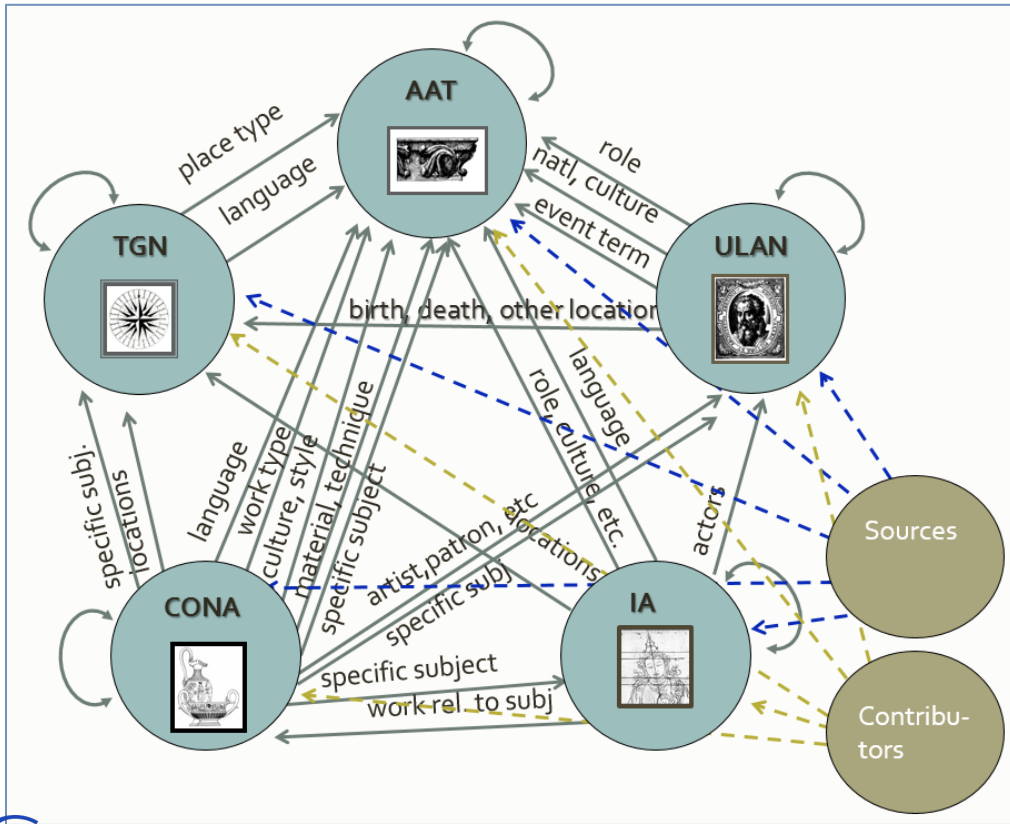 AAT
place type
language
role
natl, culture
event term
TGN
ULAN
birth, death, other location
specific subj.
locations
language
work type
culture, style
material, technique
specific subject
role, culture, etc.
language
artist,patron, etc
specific subj
locations
actors
Sources
CONA
IA
specific subject
work rel. to subj
Contribu-
tors